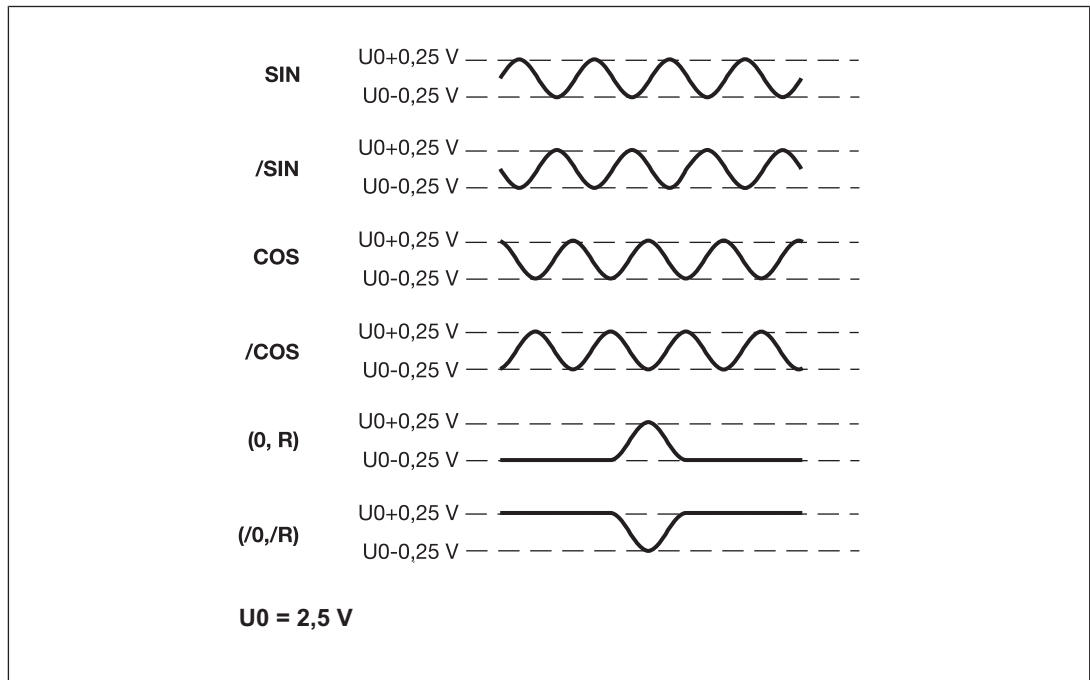 SIN
U0+0,25 V
U0-0,25 V
/SIN
U0+0,25 V
U0-0,25 V
COS
U0+0,25 V
U0-0,25 V
/COS
U0+0,25 V
U0-0,25 V
(0, R)
U0+0,25 V
U0-0,25 V
(/0,/R)
U0+0,25 V
U0-0,25 V
U0 = 2,5 V